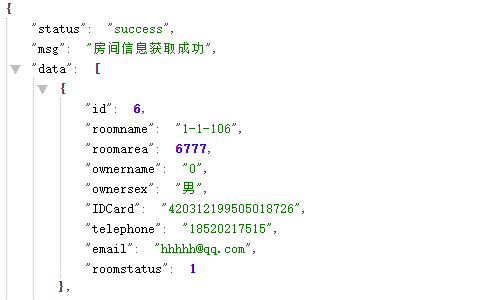 {
"status": "success",
"msg": "房间信息获取成功",
"data": [
{
"id": 6,
"roomname": "1-1-106",
"roomarea": 6777,
"ownername": "0",
"ownersex": "男",
"IDCard": "420312199505018726",
"telephone": "18520217515",
"email": "hhhhh@qq.com",
"roomstatus": 1
},